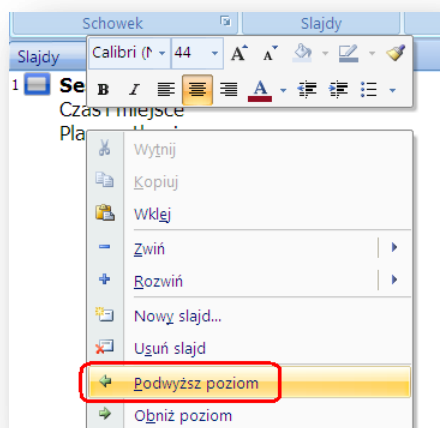 Schowek Slajdy
Slajdy Calibri (N 44 A A
1 Se B I A
Czas i miejsce
Pla
Wytnij
Kopiuj
Wklej
Zwiń
Rozwiń
Nowy slajd...
Usuń slajd
Podwyższ poziom
Obniż poziom